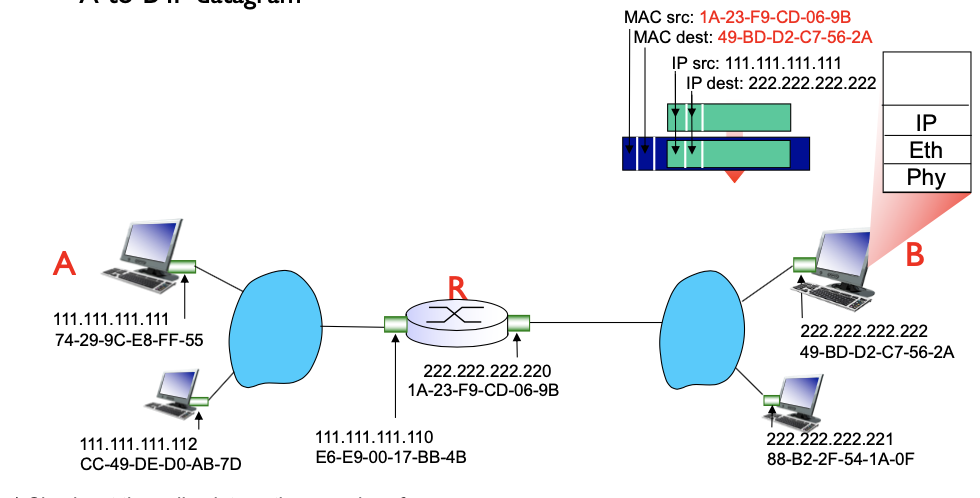 A to B IP datagram
MAC src: 1A-23-F9-CD-06-9B
MAC dest: 49-BD-D2-C7-56-2A
IP src: 111.111.111.111
IP dest: 222.222.222.222
IP
Eth
Phy
A
B
R
111.111.111.111
74-29-9C-E8-FF-55
222.222.222.222
49-BD-D2-C7-56-2A
222.222.222.220
1A-23-F9-CD-06-9B
111.111.111.112
CC-49-DE-D0-AB-7D
111.111.111.110
E6-E9-00-17-BB-4B
222.222.222.221
88-B2-2F-54-1A-0F